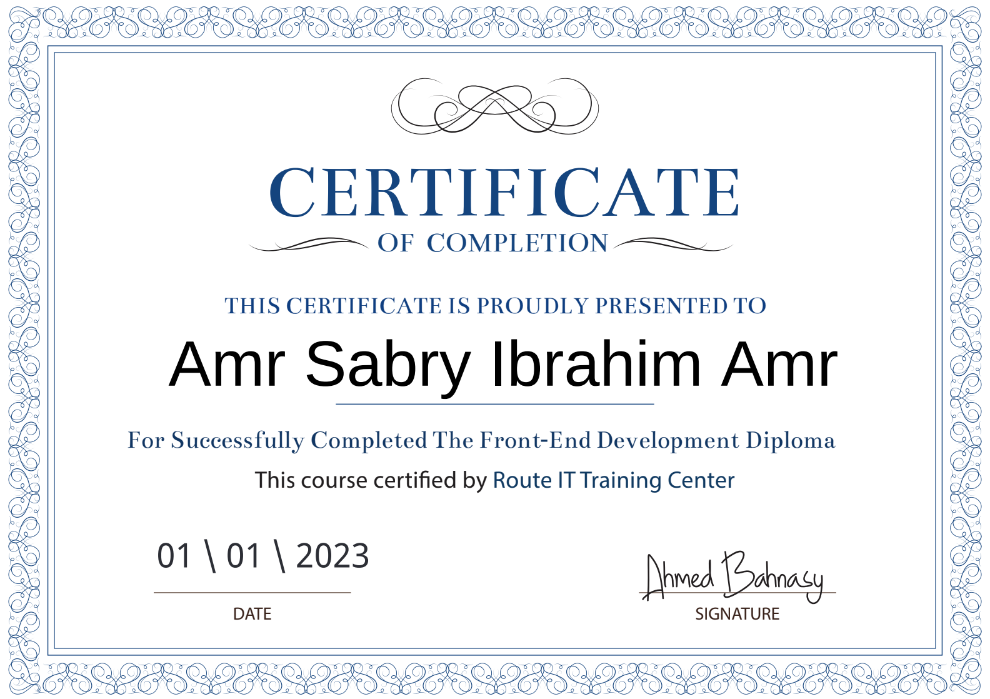 CERTIFICATE
OF COMPLETION
THIS CERTIFICATE IS PROUDLY PRESENTED TO
Amr Sabry Ibrahim Amr
For Successfully Completed The Front-End Development Diploma
This course certified by Route IT Training Center
01 \ 01 \ 2023
DATE
Ahmed Bahnasy
SIGNATURE